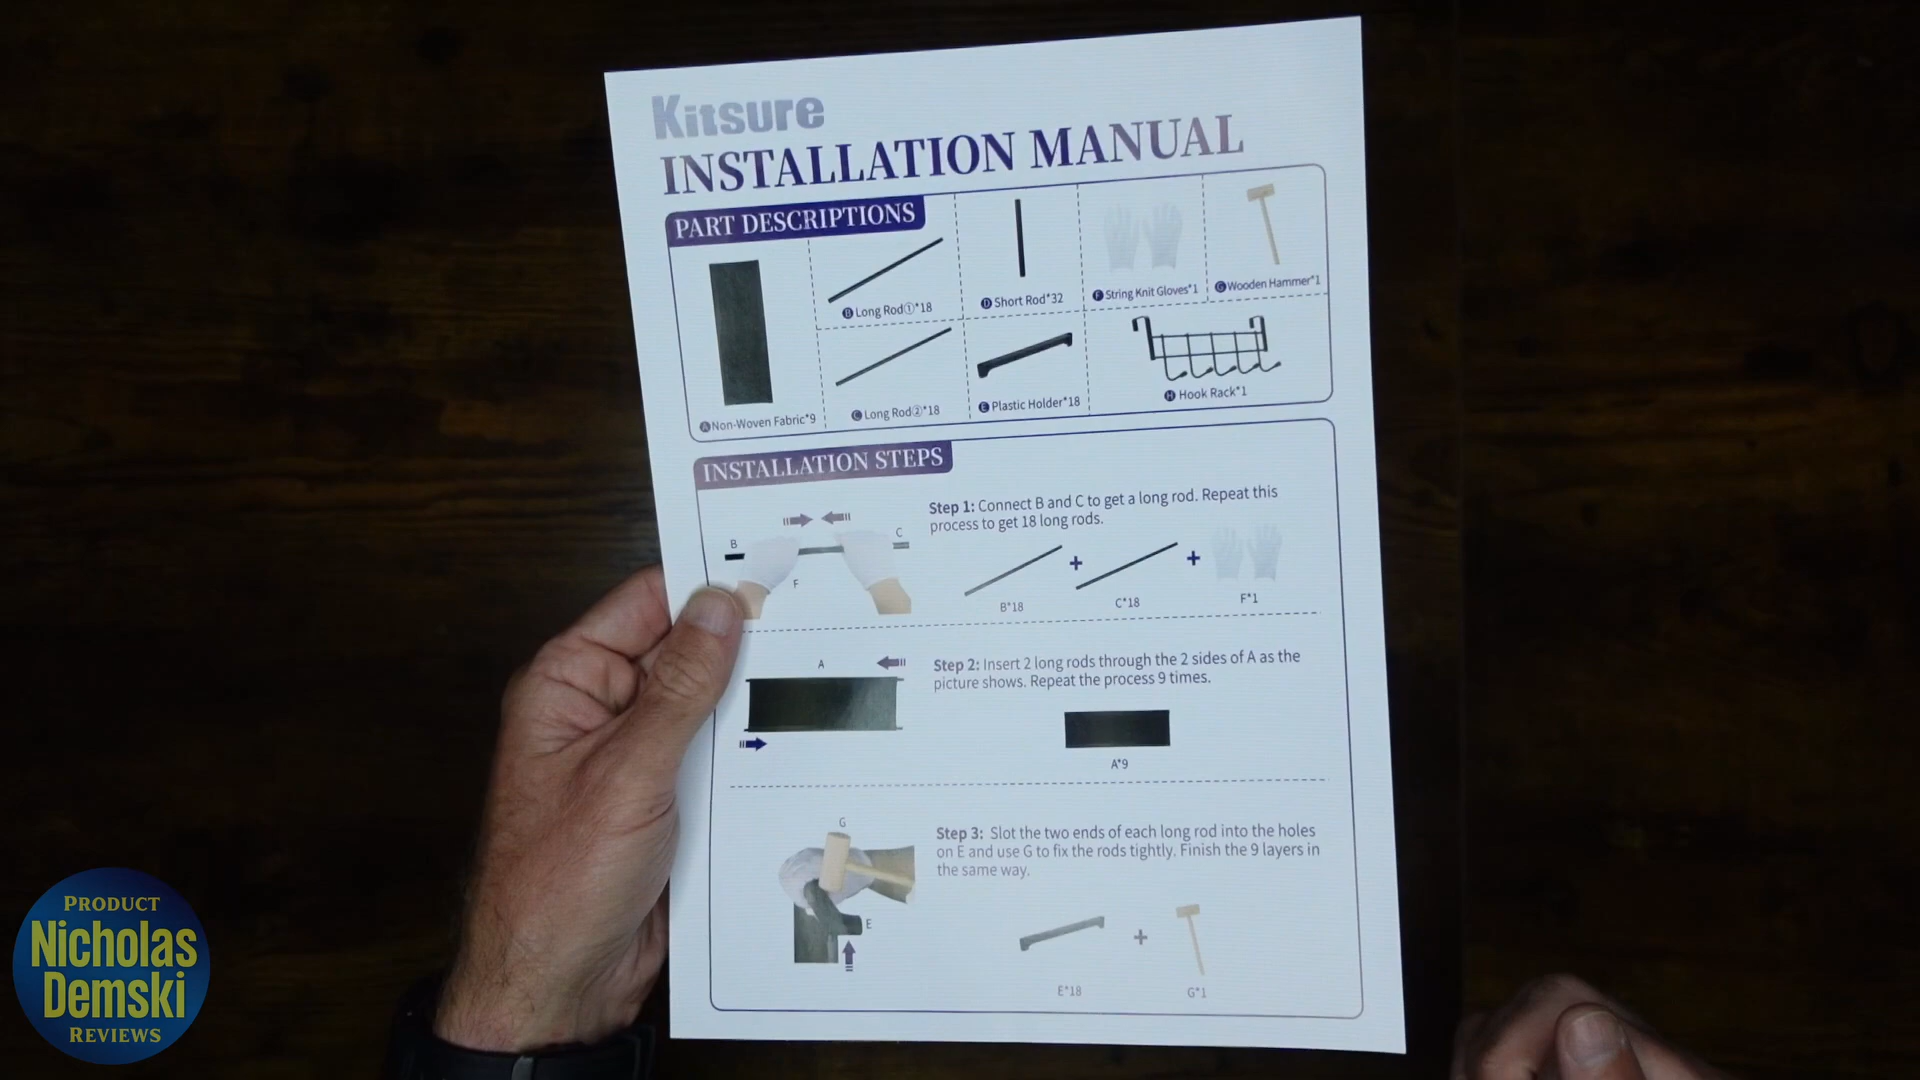 Kitsure
INSTALLATION MANUAL
PART DESCRIPTIONS
A Non-Woven Fabric*9
B Long Rod①*18
D Short Rod*32
F String Knit Gloves*1
G Wooden Hammer*1
C Long Rod②*18
E Plastic Holder*18
H Hook Rack*1
INSTALLATION STEPS
B
C
F
Step 1: Connect B and C to get a long rod. Repeat this
process to get 18 long rods.
+
+
B*18
C*18
F*1
A
Step 2: Insert 2 long rods through the 2 sides of A as the
picture shows. Repeat the process 9 times.
A*9
G
E
Step 3: Slot the two ends of each long rod into the holes
on E and use G to fix the rods tightly. Finish the 9 layers in
the same way.
+
E*18
G*1
PRODUCT
Nicholas
Demski
REVIEWS